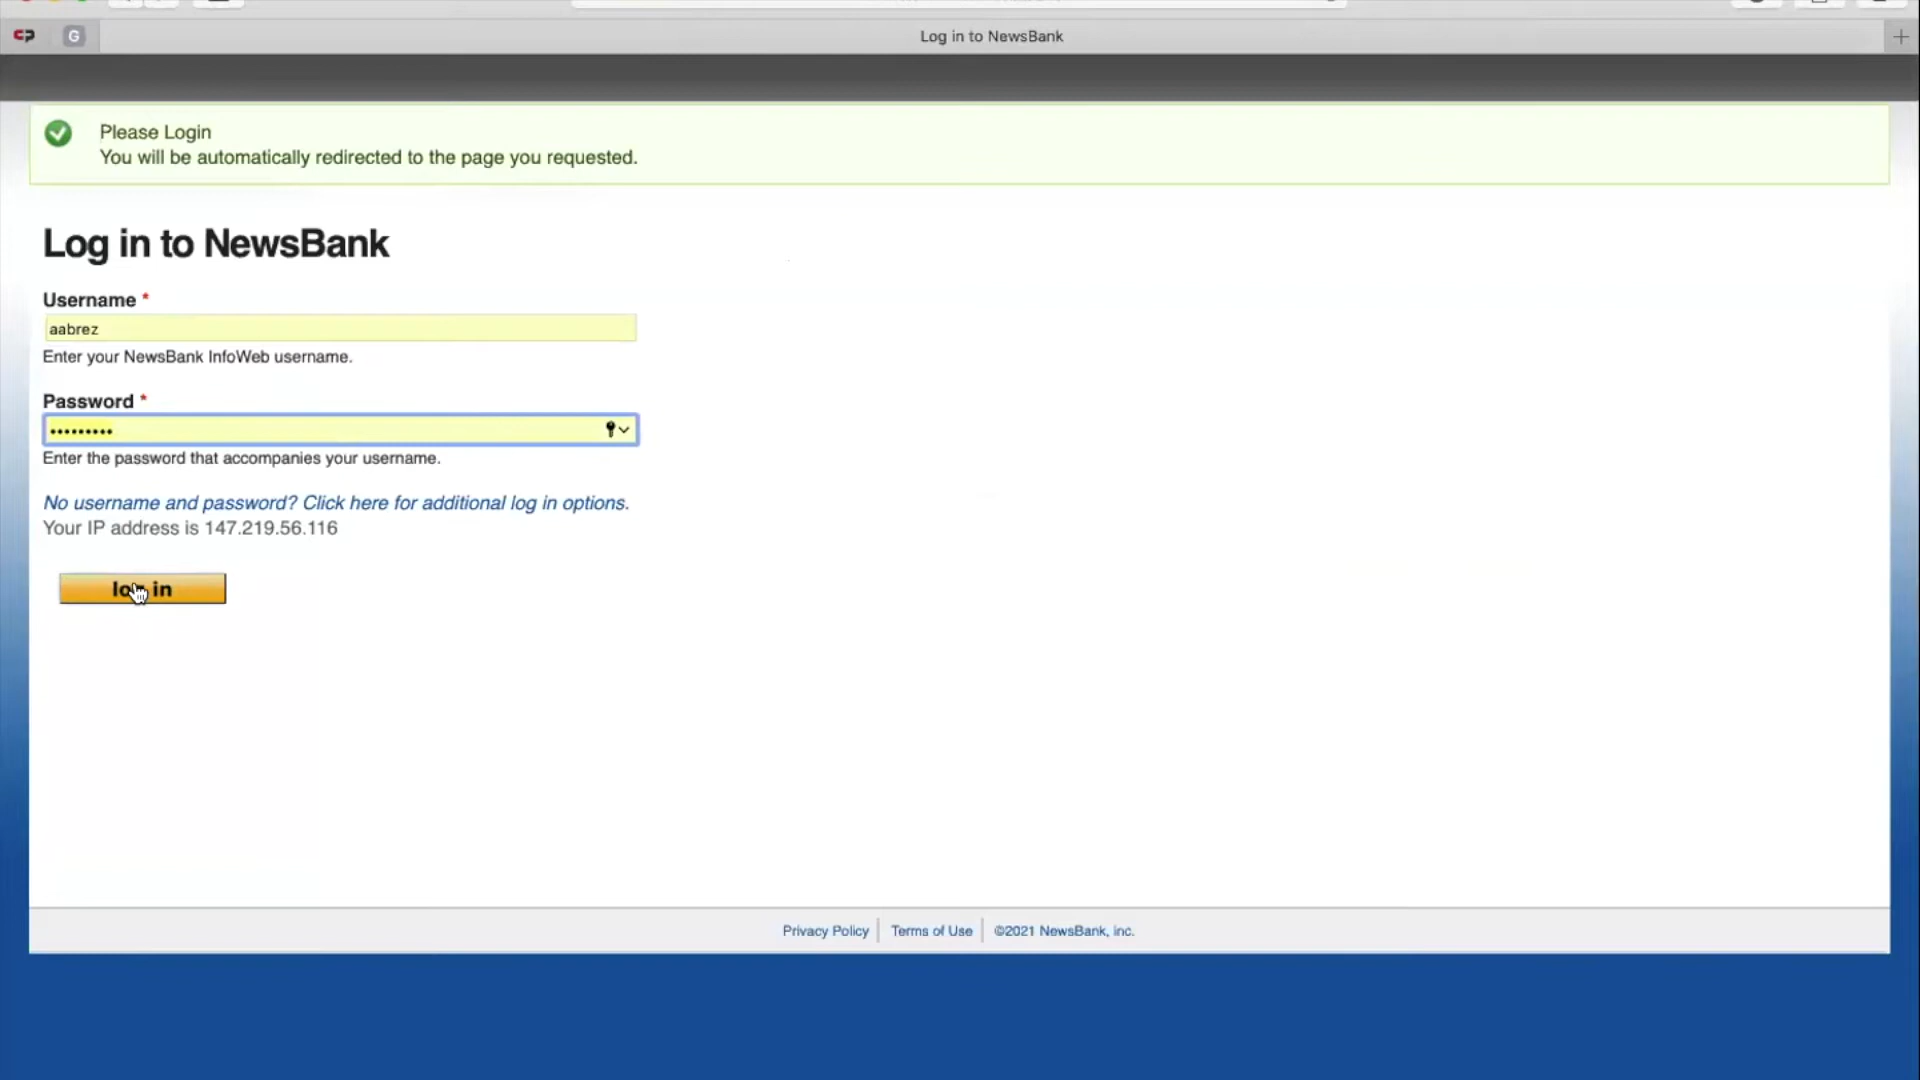 G
Log in to NewsBank
Please Login
You will be automatically redirected to the page you requested.
Log in to NewsBank
Username *
aabrez
Enter your NewsBank InfoWeb username.
Password *
•••••••••
Enter the password that accompanies your username.
No username and password? Click here for additional log in options.
Your IP address is 147.219.56.116
log in
Privacy Policy
Terms of Use
©2021 NewsBank, inc.